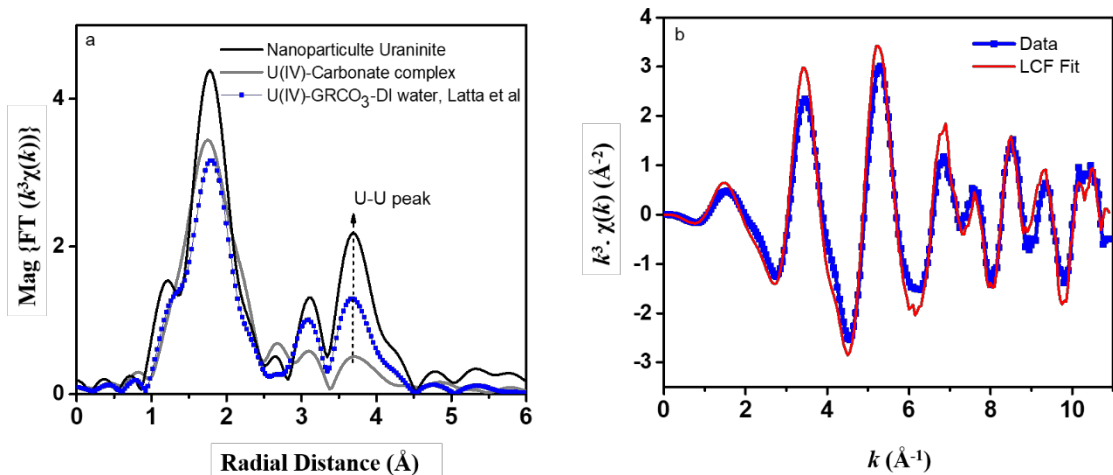 a
Nanoparticulte Uraninite
U(IV)-Carbonate complex
U(IV)-GRCO₃-DI water, Latta et al
U-U peak
4
2
0
0 1 2 3 4 5 6
Mag {FT (k³χ(k))}
Radial Distance (Å)
b
Data
LCF Fit
4
3
2
1
0
-1
-2
-3
0 2 4 6 8 10
k³. χ(k) (Å⁻²)
k (Å⁻¹)